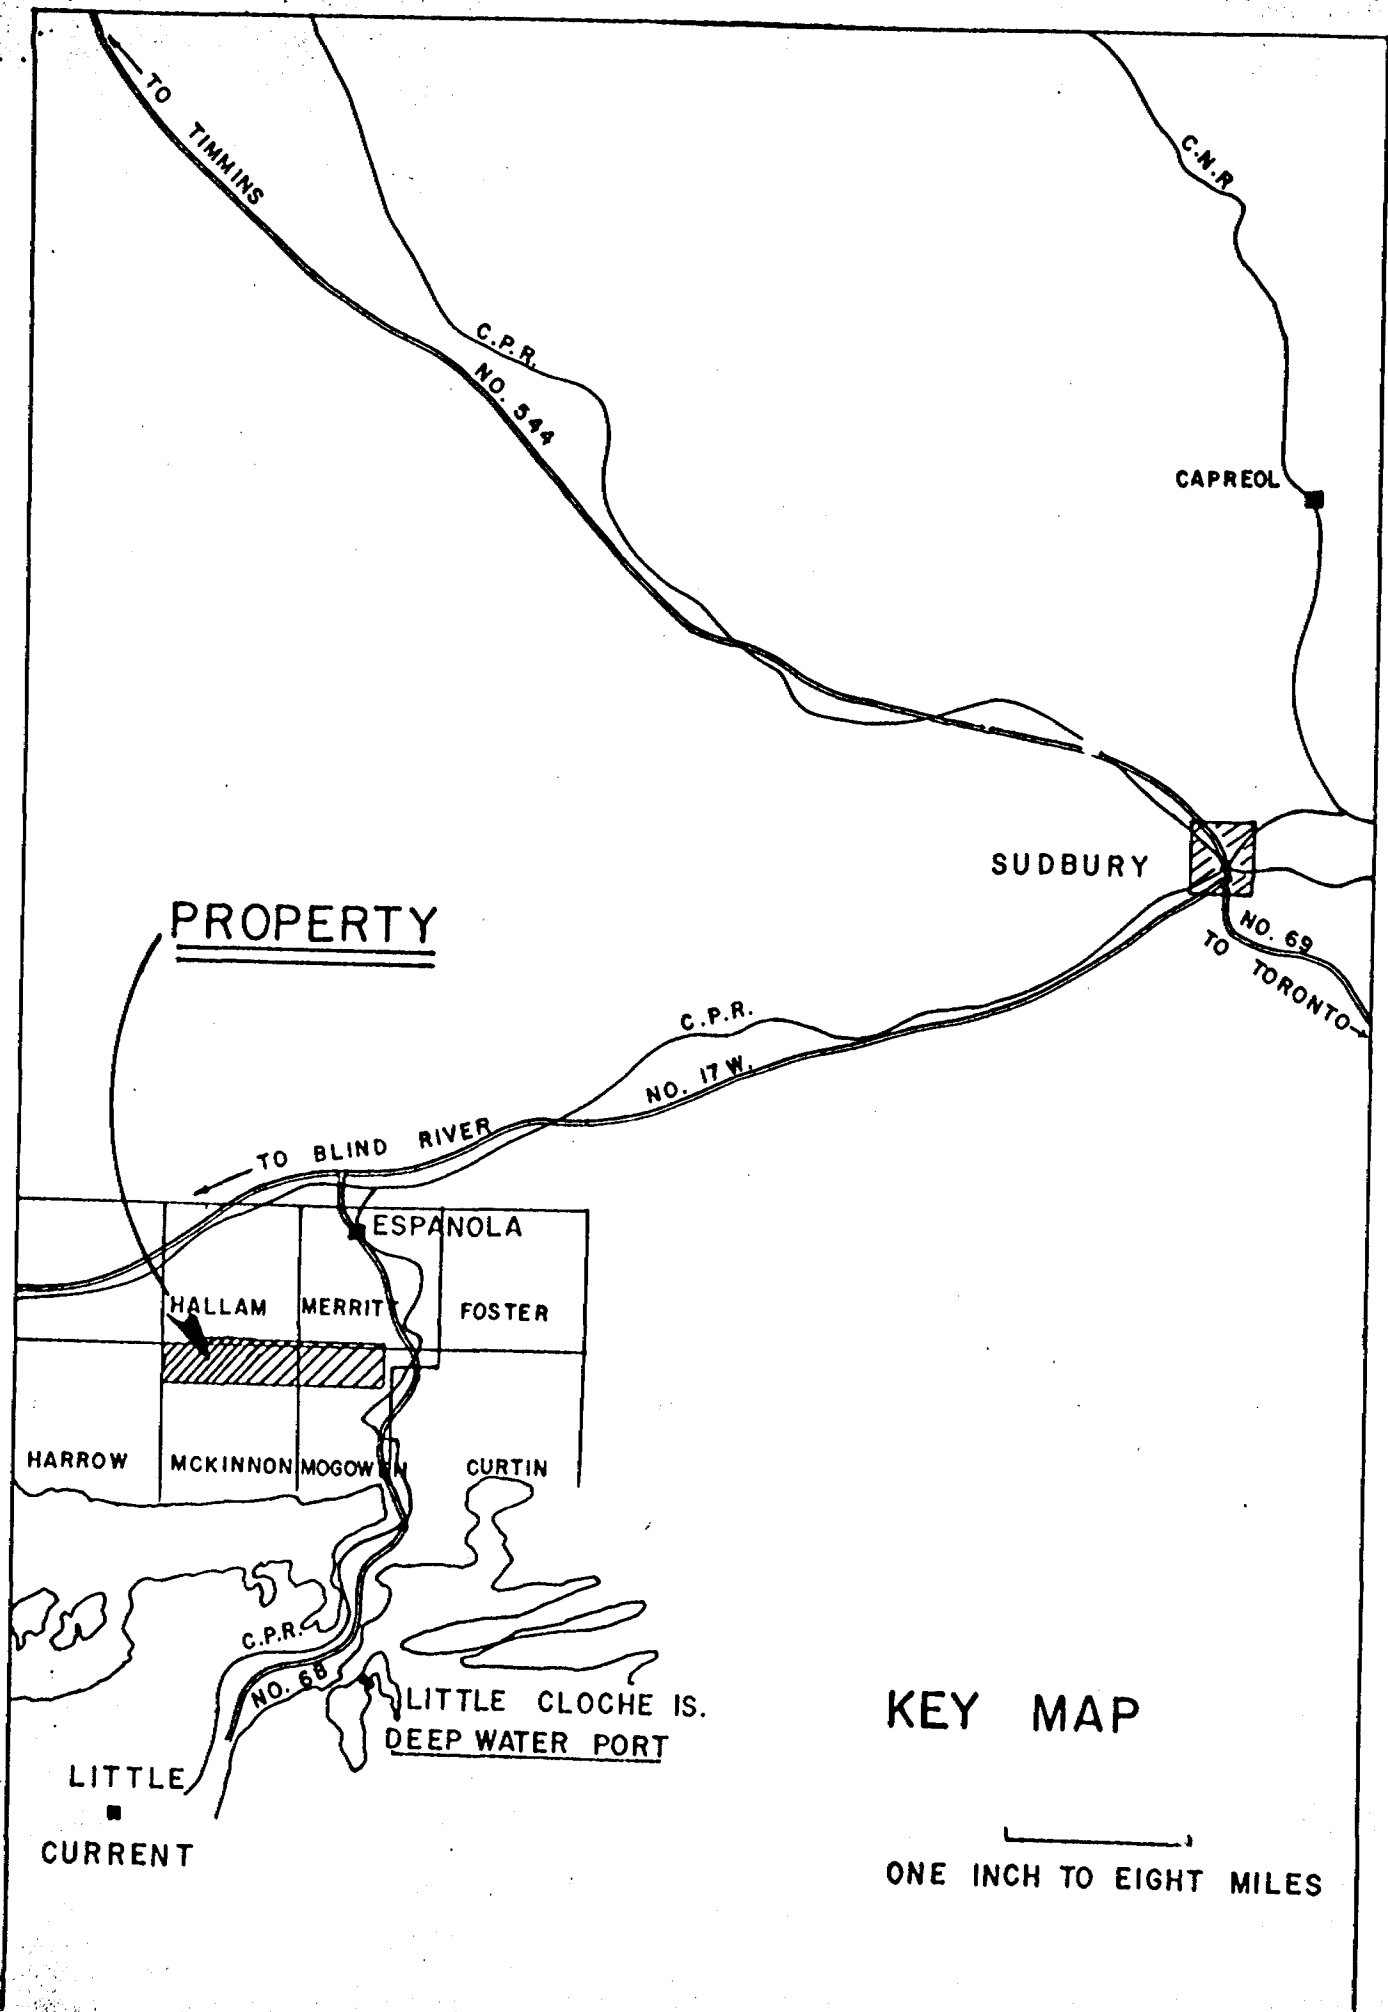 TO TIMMINS
C.N.R
C.P.R.
NO. 544
CAPREOL
SUDBURY
PROPERTY
NO. 69
TO TORONTO
C.P.R.
NO. 17 W.
TO BLIND RIVER
ESPANOLA
HALLAM
MERRITT
FOSTER
HARROW
MCKINNON
MOGOWEN
CURTIN
C.P.R.
NO. 68
LITTLE CLOCHE IS.
DEEP WATER PORT
KEY MAP
LITTLE
CURRENT
ONE INCH TO EIGHT MILES